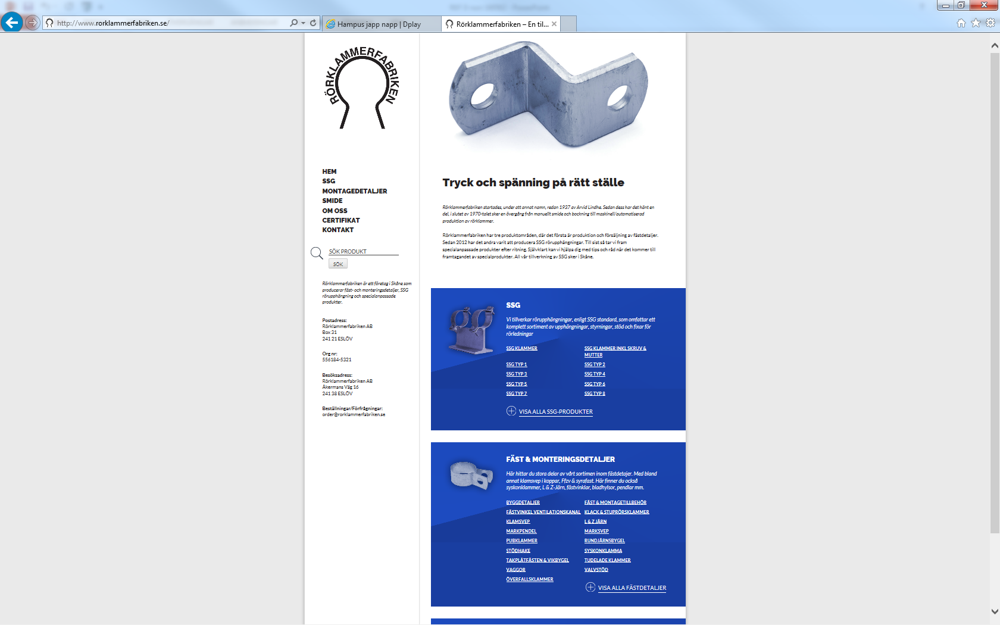 http://www.rorklammerfabriken.se/
Hampus japp napp | Dplay
Rörklammerfabriken – En til...
RÖRKLAMMERFABRIKEN
HEM
SSG
MONTAGEDETALJER
SMIDE
OM OSS
CERTIFIKAT
KONTAKT
SÖK PRODUKT
SÖK
Rörklammerfabriken är ett företag i Skåne som
producerar fäst- och monteringsdetaljer, SSG
rörupphängning och specialanpassade
produkter.
Postadress:
Rörklammerfabriken AB
Box 31
241 21 ESLÖV
Org nr:
556184-5321
Besöksadress:
Rörklammerfabriken AB
Åkermans Väg 16
241 38 ESLÖV
Beställningar/Förfrågningar:
order@rorklammerfabriken.se
Tryck och spänning på rätt ställe
Rörklammerfabriken startades, under att annat namn, redan 1937 av Arvid Lindhe. Sedan dess har det hänt en
del, i slutet av 1970-talet sker en övergång från manuellt smide och bockning till maskinell/automatiserad
produktion av rörklammer.
Rörklammerfabriken har tre produktområden, där det första är produktion och försäljning av fästdetaljer.
Sedan 2012 har det andra varit att producera SSG rörupphängningar. Till sist så tar vi fram
specialanpassade produkter efter ritning. Självklart kan vi hjälpa dig med tips och råd när det kommer till
framtagandet av specialprodukter. All vår tillverkning av SSG sker i Skåne.
SSG
Vi tillverkar rörupphängningar, enligt SSG standard, som omfattar ett
komplett sortiment av upphängningar, styrningar, stöd och fixar för
rörledningar
SSG KLAMMER
SSG KLAMMER INKL SKRUV &
MUTTER
SSG TYP 1
SSG TYP 2
SSG TYP 3
SSG TYP 4
SSG TYP 5
SSG TYP 6
SSG TYP 7
SSG TYP 8
VISA ALLA SSG-PRODUKTER
FÄST & MONTERINGSDETALJER
Här hittar du stora delar av vårt sortimen inom fästdetajer. Med bland
annat klamsvep i koppar, Ffzv & syrafast. Här finner du också
syskonklammer, L & Z-Järn, fästvinklar, bladhylsor, pendlar mm.
BYGGDETALJER
FÄST & MONTAGETILLBEHÖR
FÄSTVINKEL VENTILATIONSKANAL
KLACK & STUPRÖRSKLAMMER
KLAMSVEP
L & Z JÄRN
MARKPENDEL
MARKSVEP
PUBKLAMMER
RUNDJÄRNSBYGEL
STÖDHAKE
SYSKONKLAMMA
TAKPLÅTFÄSTEN & VIKBYGEL
TUDELADE KLAMMER
VAGGOR
VALVSTÖD
ÖVERFALLSKLAMMER
VISA ALLA FÄSTDETALJER